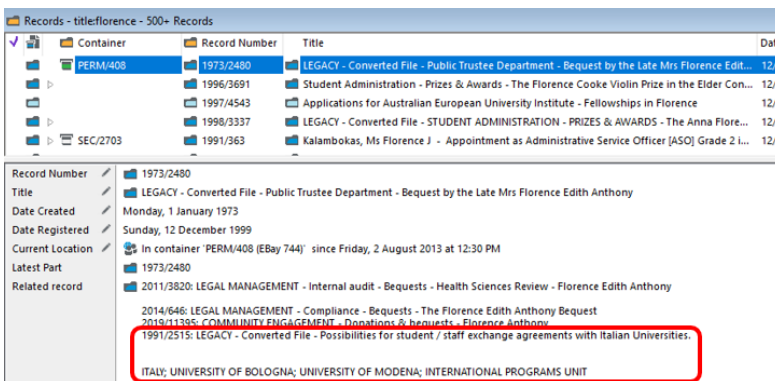 Records - title:florence - 500+ Records
Container Record Number Title Dat
PERM/408 1973/2480 LEGACY - Converted File - Public Trustee Department - Bequest by the Late Mrs Florence Edit... 12/
1996/3691 Student Administration - Prizes & Awards - The Florence Cooke Violin Prize in the Elder Con... 12/
1997/4543 Applications for Australian European University Institute - Fellowships in Florence 12/
1998/3337 LEGACY - Converted File - STUDENT ADMINISTRATION - PRIZES & AWARDS - The Anna Flore... 12/
SEC/2703 1991/363 Kalambokas, Ms Florence J - Appointment as Administrative Service Officer [ASO] Grade 2 i... 12/
Record Number 1973/2480
Title LEGACY - Converted File - Public Trustee Department - Bequest by the Late Mrs Florence Edith Anthony
Date Created Monday, 1 January 1973
Date Registered Sunday, 12 December 1999
Current Location In container 'PERM/408 (EBay 744)' since Friday, 2 August 2013 at 12:30 PM
Latest Part 1973/2480
Related record 2011/3820: LEGAL MANAGEMENT - Internal audit - Bequests - Health Sciences Review - Florence Edith Anthony
2014/646: LEGAL MANAGEMENT - Compliance - Bequests - The Florence Edith Anthony Bequest
2019/11395: COMMUNITY ENGAGEMENT - Donations & bequests - Florence Anthony
1991/2515: LEGACY - Converted File - Possibilities for student / staff exchange agreements with Italian Universities.
ITALY; UNIVERSITY OF BOLOGNA; UNIVERSITY OF MODENA; INTERNATIONAL PROGRAMS UNIT